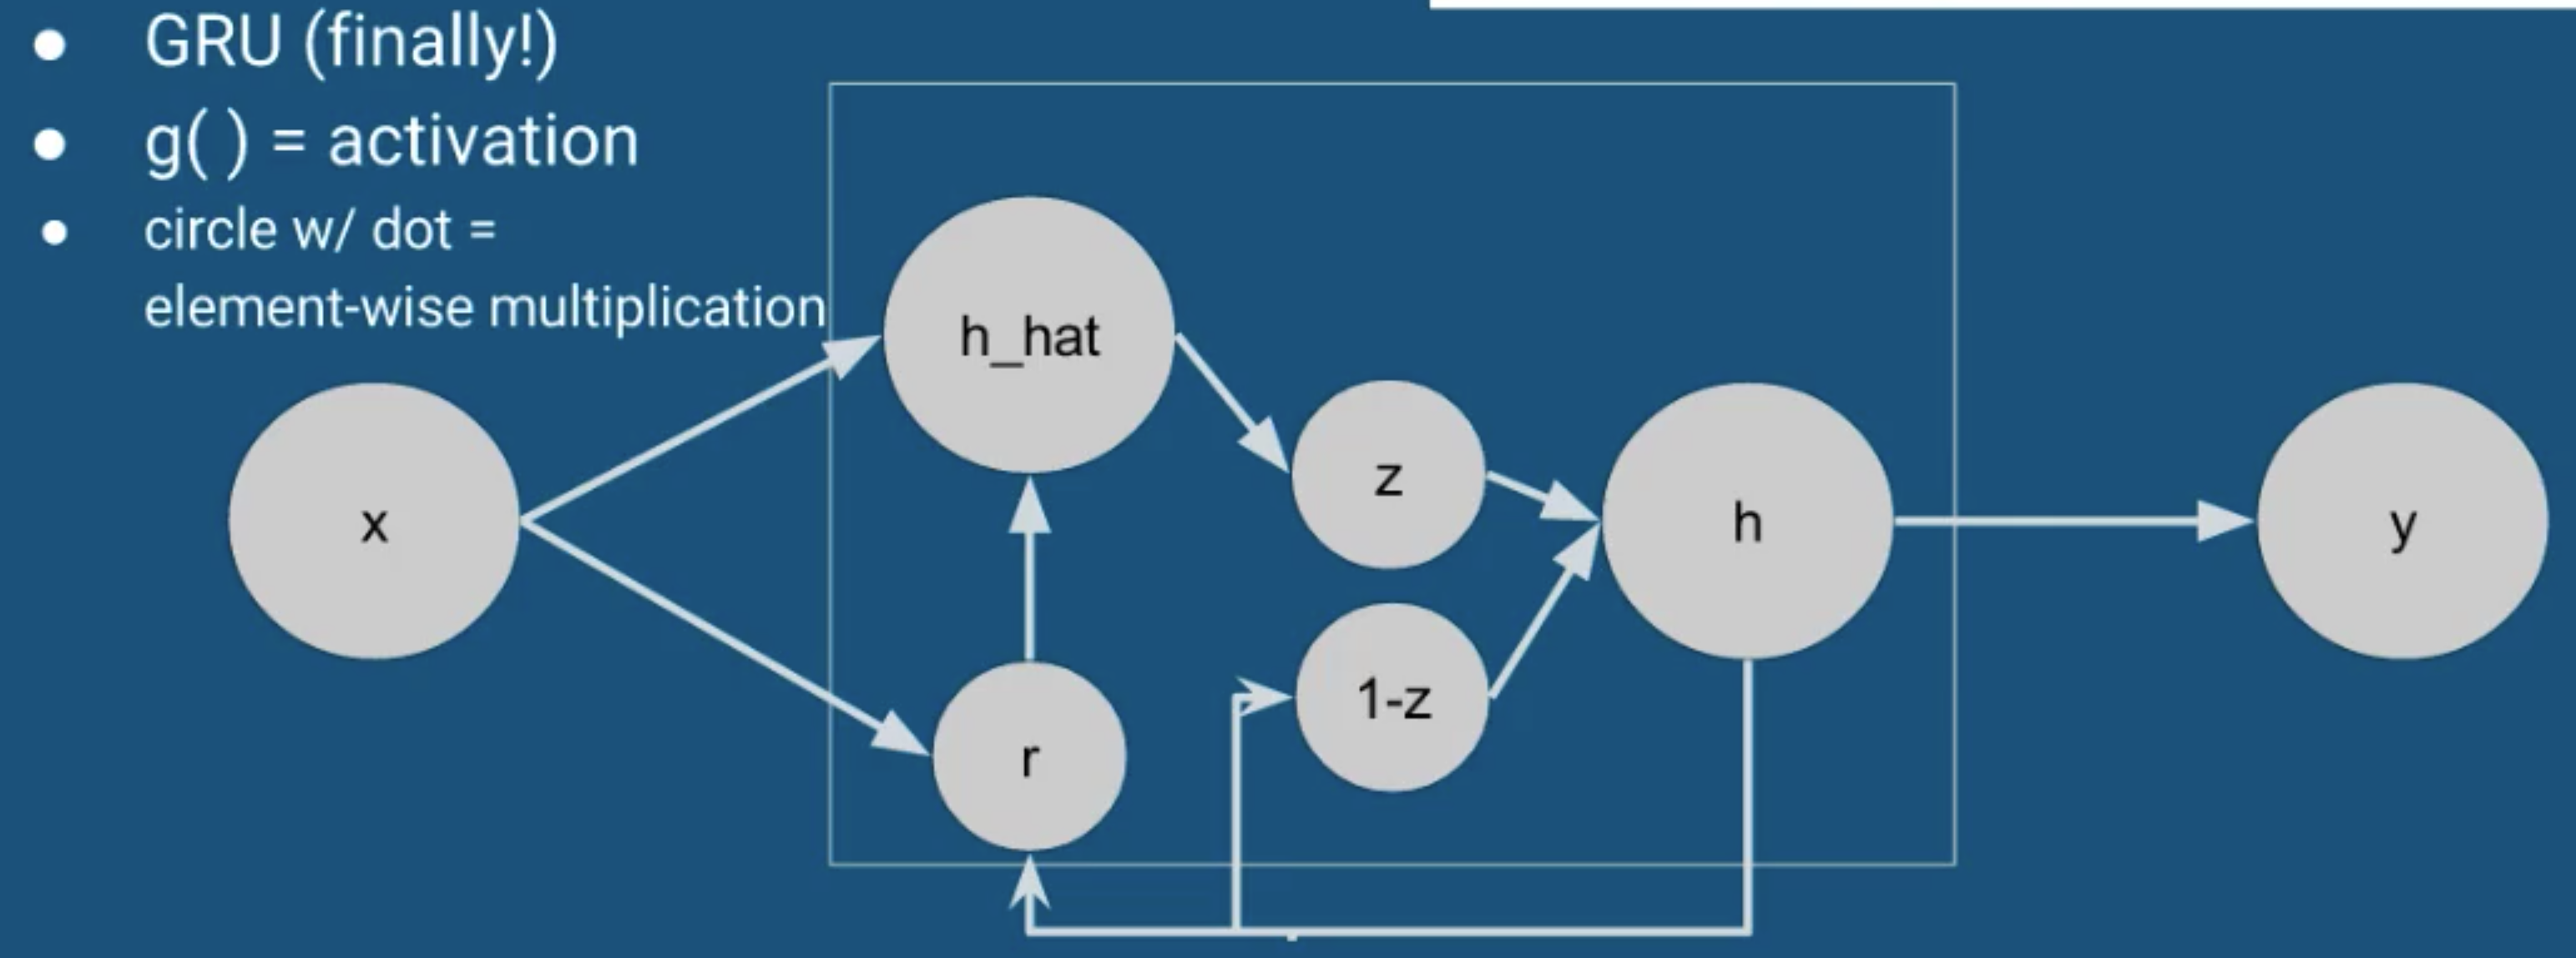 GRU (finally!)
g( ) = activation
circle w/ dot =
element-wise multiplication
h_hat
z
x
h
y
1-z
r